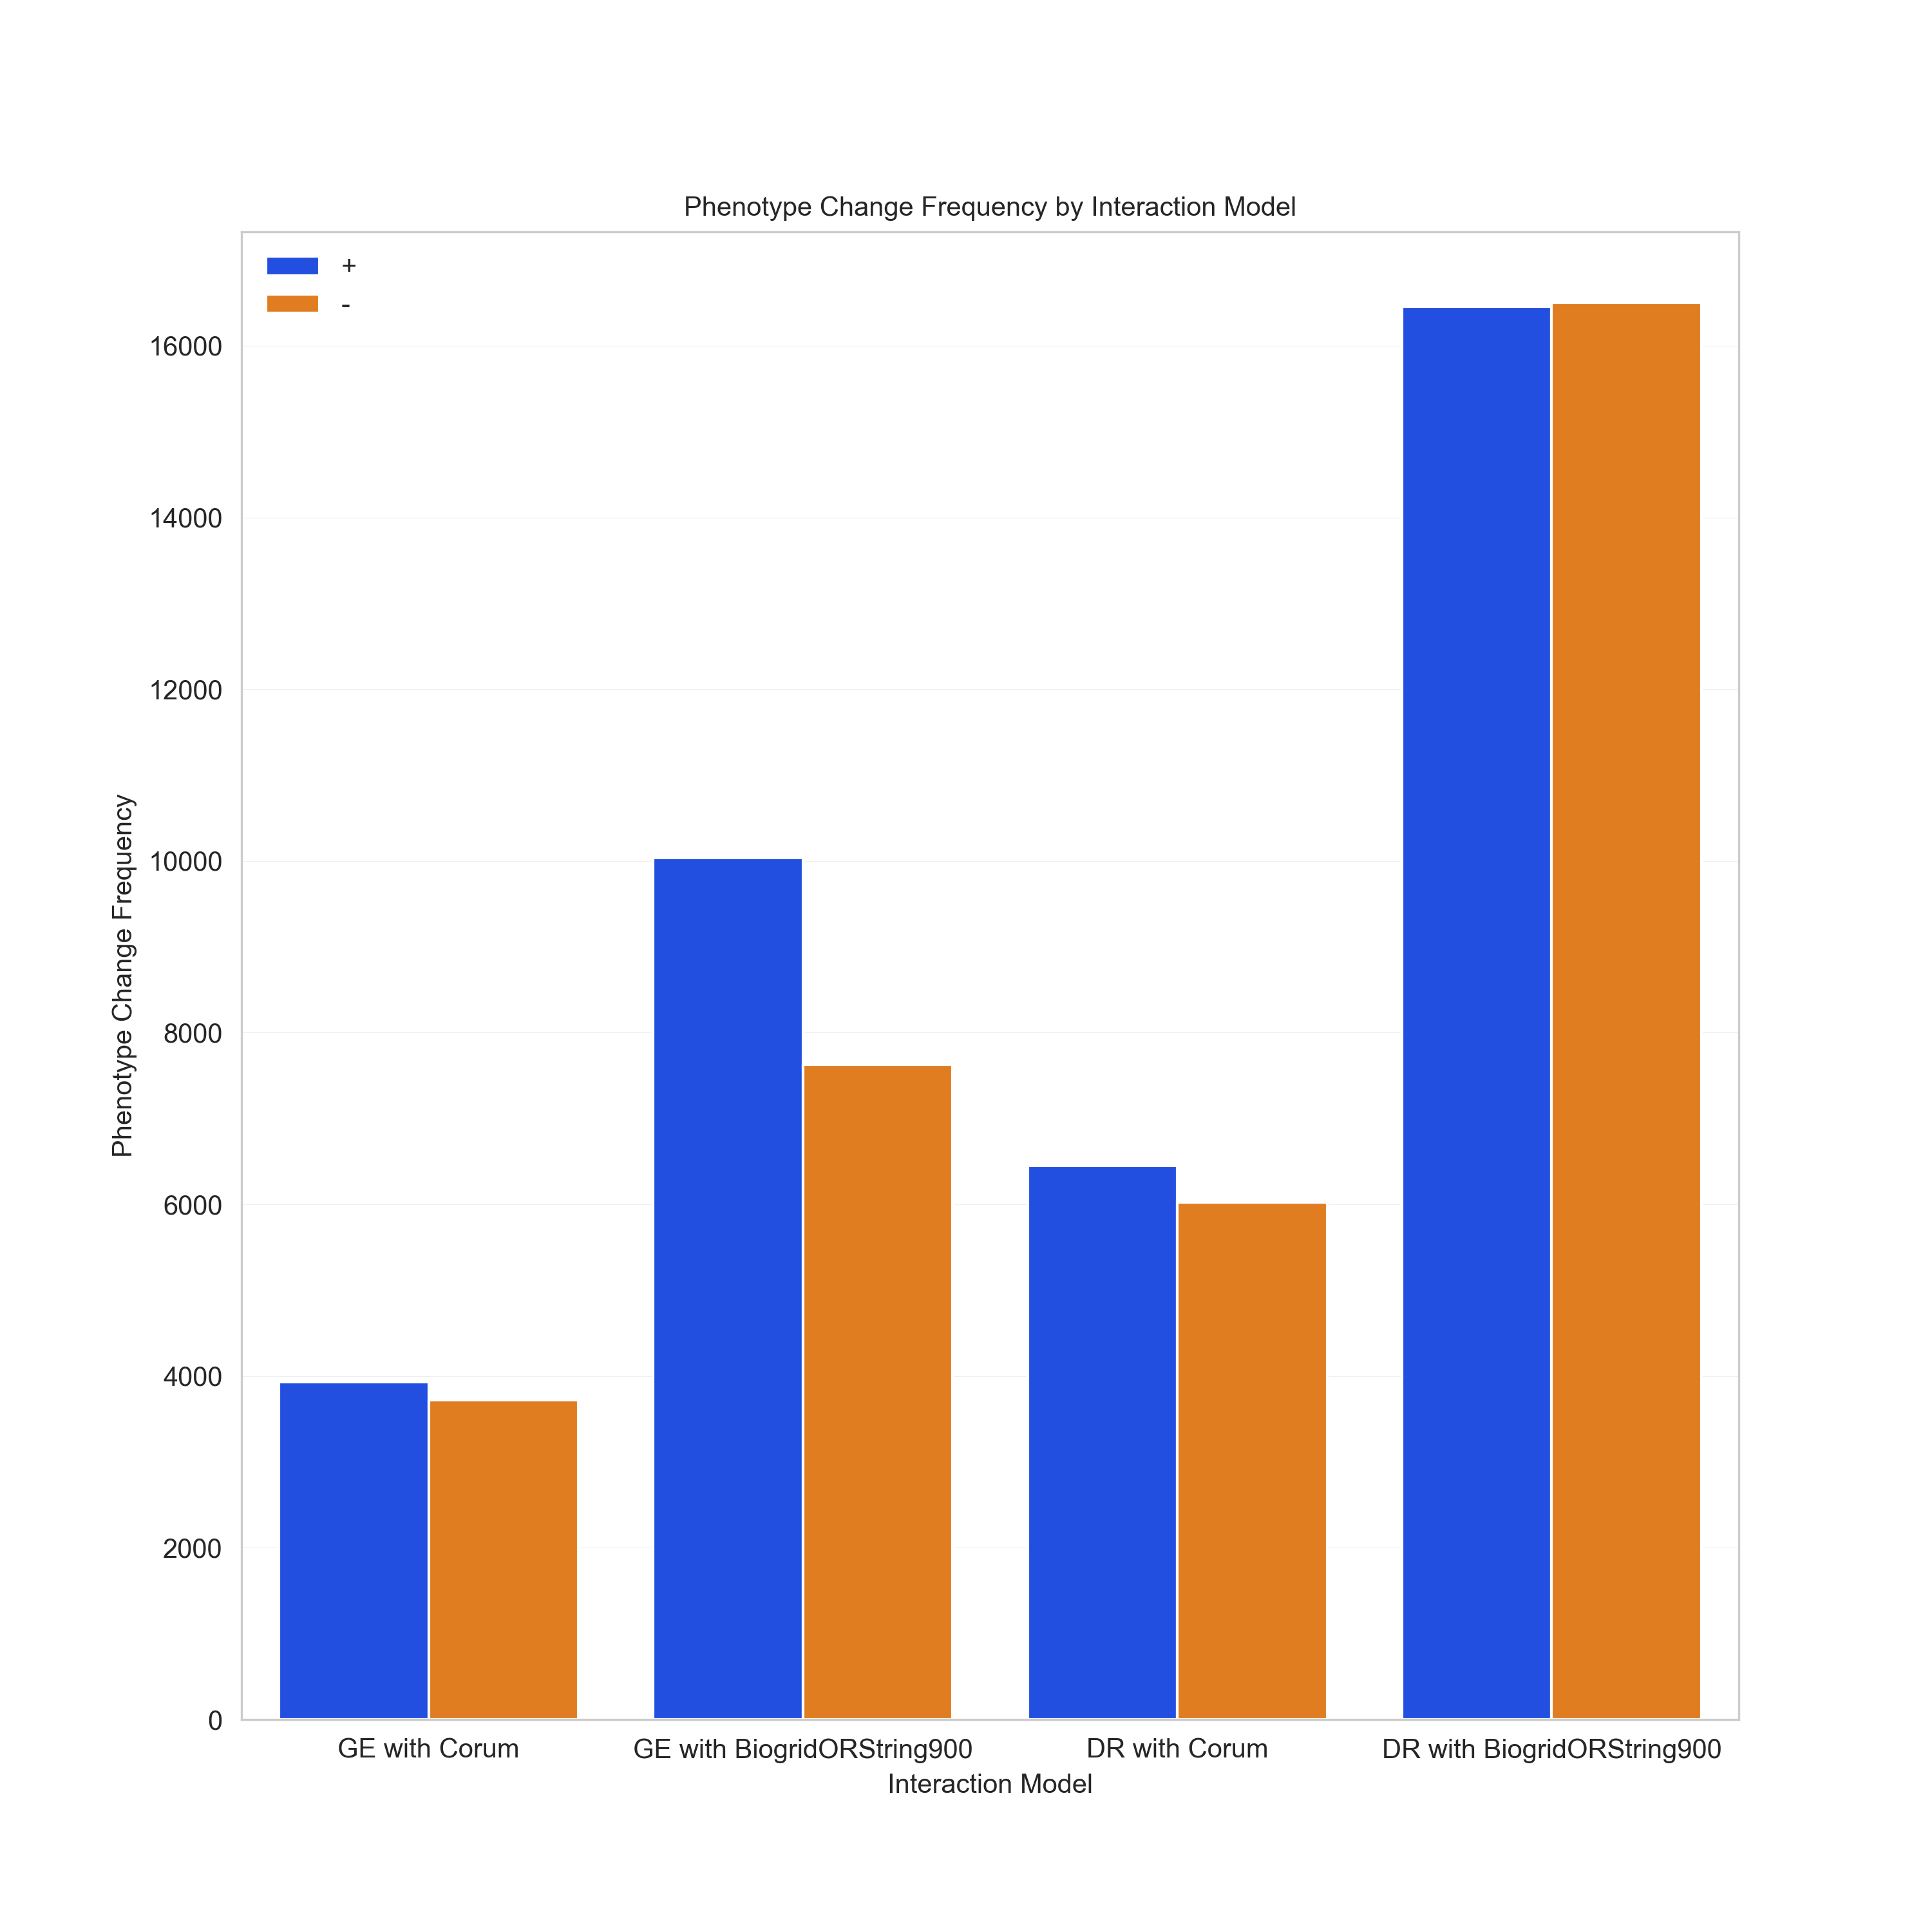 Phenotype Change Frequency by Interaction Model
+
-
16000
14000
12000
10000
8000
6000
4000
2000
0
Phenotype Change Frequency
GE with Corum
GE with BiogridORString900
DR with Corum
DR with BiogridORString900
Interaction Model